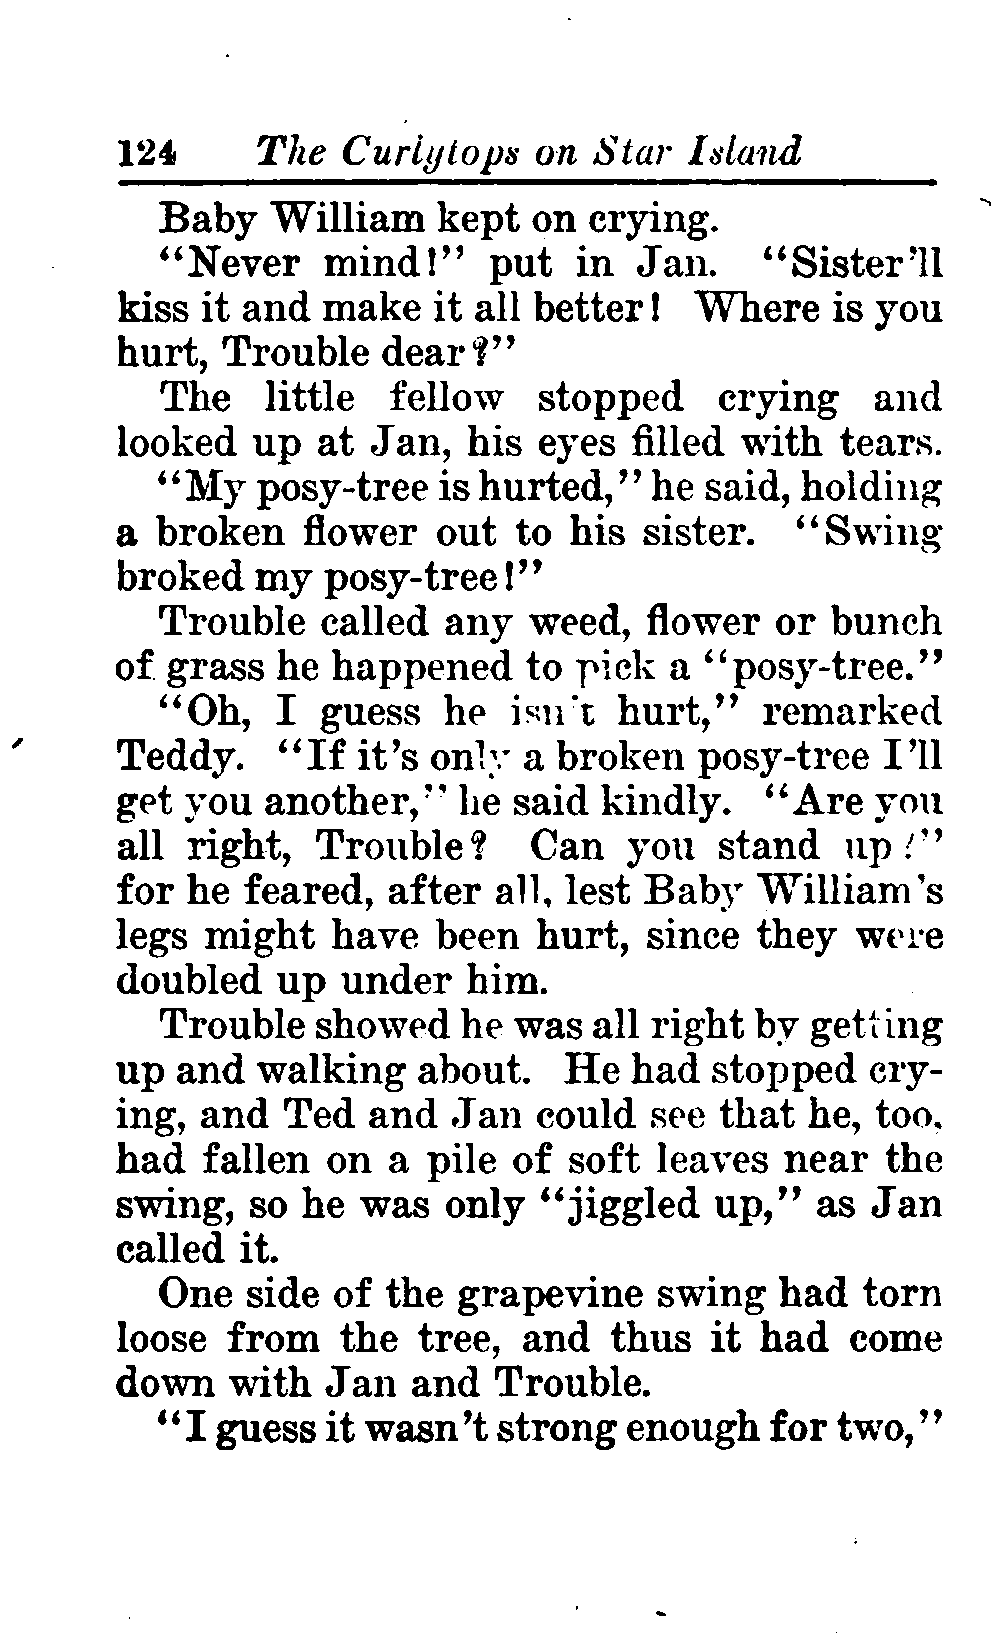 124 The Curlytops on Star Island
Baby William kept on crying.
"Never mind!" put in Jan. "Sister'll
kiss it and make it all better! Where is you
hurt, Trouble dear?"
The little fellow stopped crying and
looked up at Jan, his eyes filled with tears.
"My posy-tree is hurted," he said, holding
a broken flower out to his sister. "Swing
broked my posy-tree!"
Trouble called any weed, flower or bunch
of grass he happened to pick a "posy-tree."
"Oh, I guess he isn't hurt," remarked
Teddy. "If it's only a broken posy-tree I'll
get you another," he said kindly. "Are you
all right, Trouble? Can you stand up?"
for he feared, after all, lest Baby William's
legs might have been hurt, since they were
doubled up under him.
Trouble showed he was all right by getting
up and walking about. He had stopped cry-
ing, and Ted and Jan could see that he, too,
had fallen on a pile of soft leaves near the
swing, so he was only "jiggled up," as Jan
called it.
One side of the grapevine swing had torn
loose from the tree, and thus it had come
down with Jan and Trouble.
"I guess it wasn't strong enough for two,"